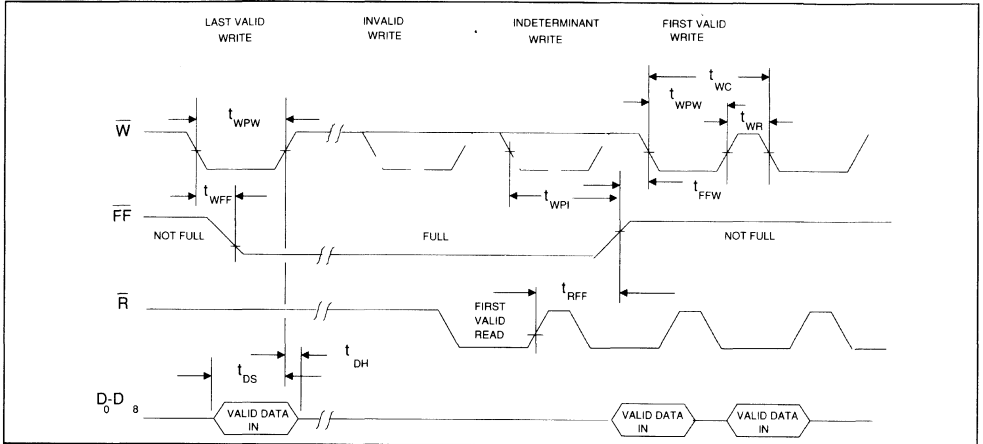 LAST VALID WRITE
INVALID WRITE
INDETERMINANT WRITE
FIRST VALID WRITE
tWC
tWPW
tWPW
tWR
W
tWFF
tWPI
tFFW
FF
NOT FULL
FULL
NOT FULL
tRFF
R
FIRST VALID READ
tDH
tDS
D0-D8
VALID DATA IN
VALID DATA IN
VALID DATA IN